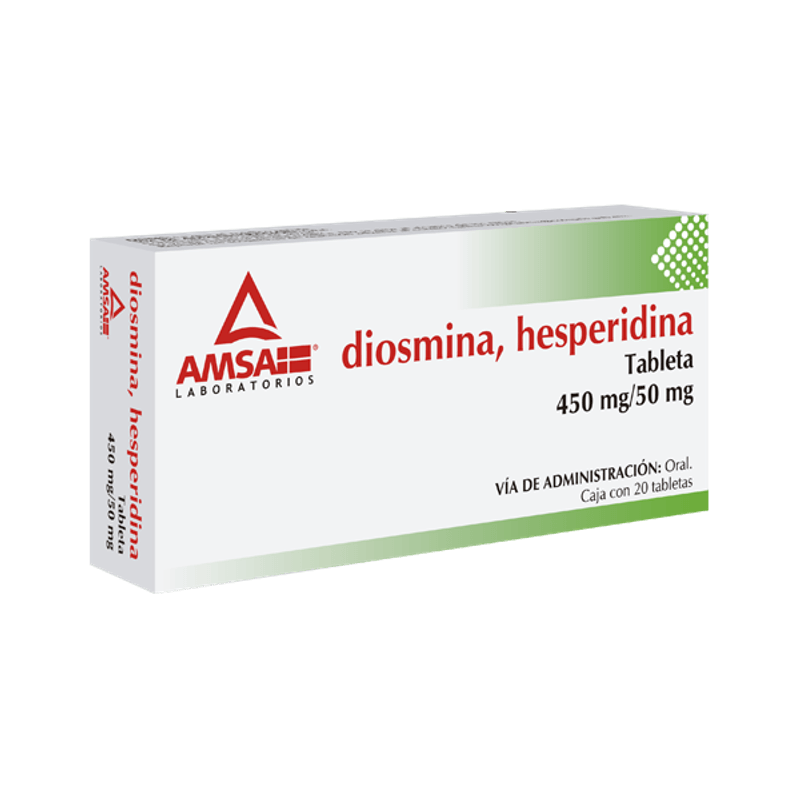 AMSA®
LABORATORIOS
diosmina, hesperidina
Tableta
450 mg/50 mg
VÍA DE ADMINISTRACIÓN: Oral.
Caja con 20 tabletas
AMSA
LABORATORIOS
diosmina, hesperidina
Tableta
450 mg/50 mg